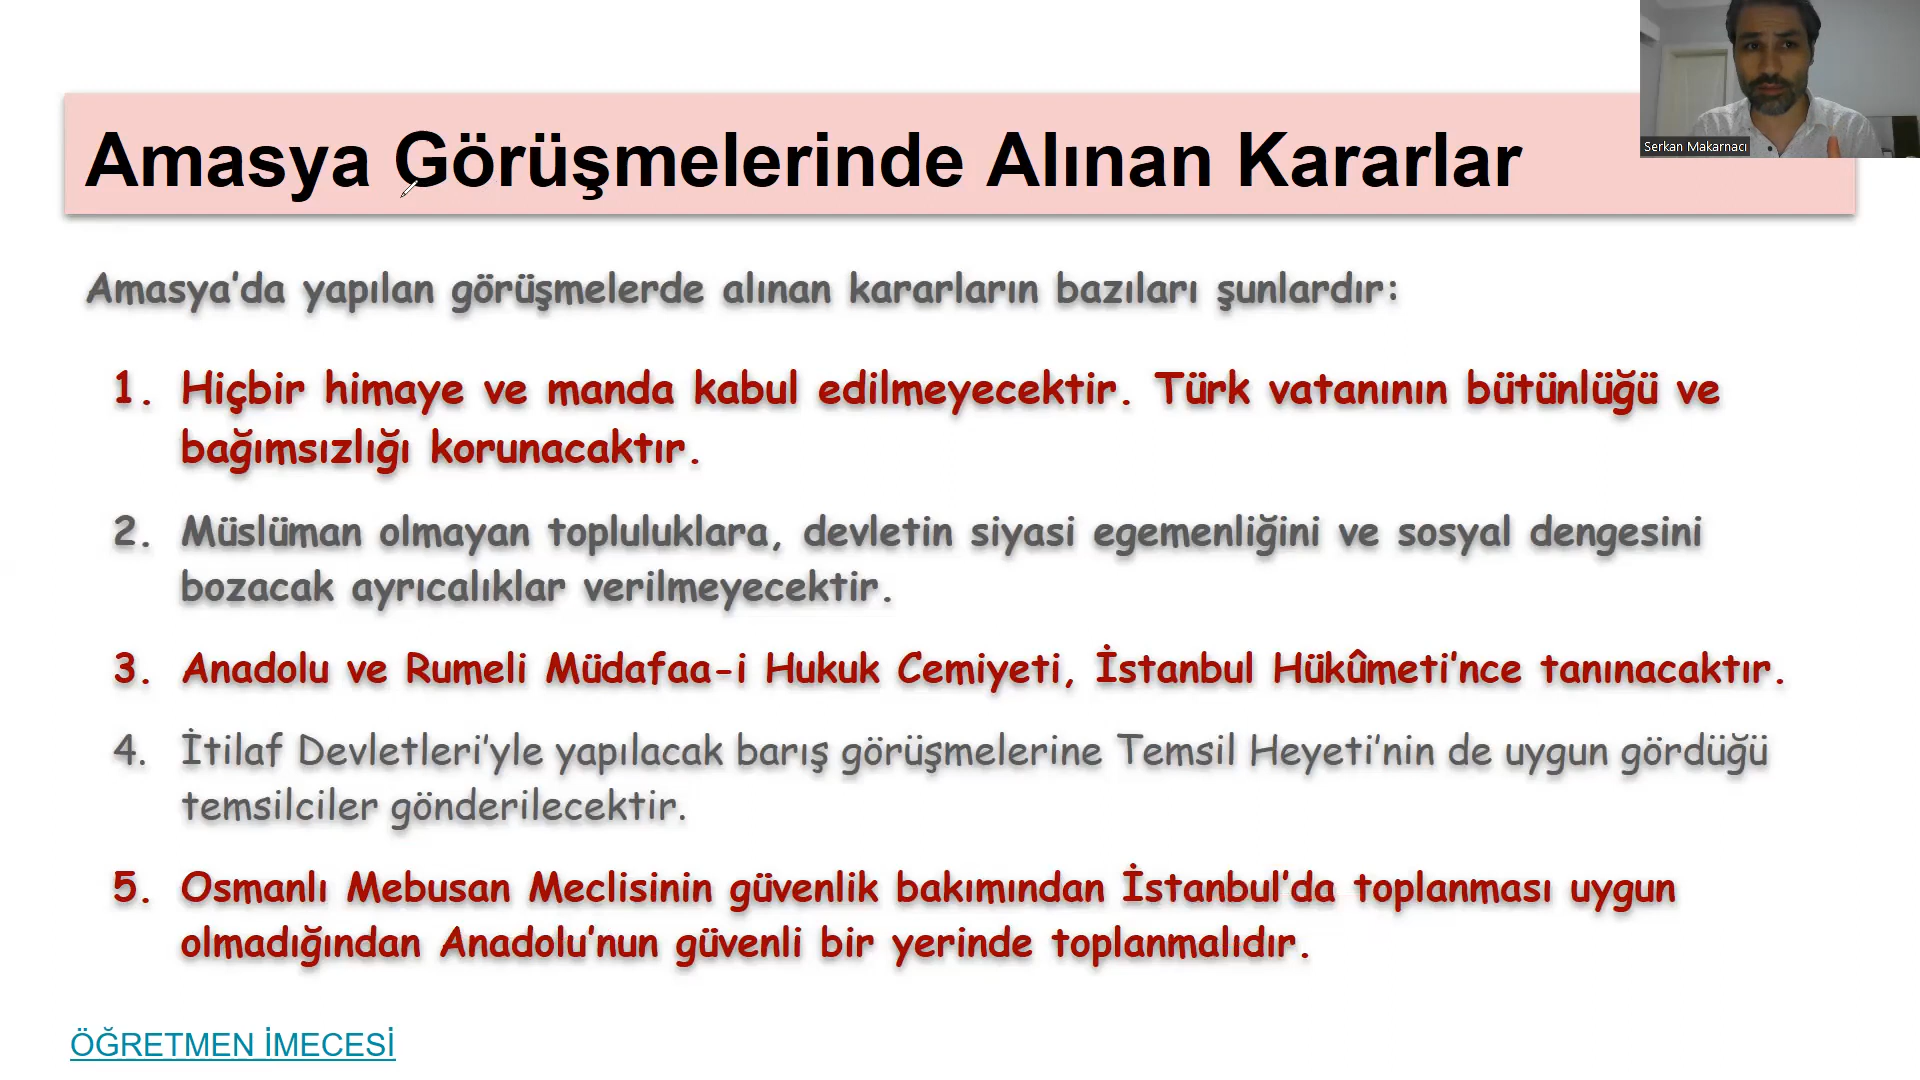 Serkan Makarnacı
Amasya Görüşmelerinde Alınan Kararlar
Amasya’da yapılan görüşmelerde alınan kararların bazıları şunlardır:
1. Hiçbir himaye ve manda kabul edilmeyecektir. Türk vatanının bütünlüğü ve
bağımsızlığı korunacaktır.
2. Müslüman olmayan topluluklara, devletin siyasi egemenliğini ve sosyal dengesini
bozacak ayrıcalıklar verilmeyecektir.
3. Anadolu ve Rumeli Müdafaa-i Hukuk Cemiyeti, İstanbul Hükûmeti’nce tanınacaktır.
4. İtilaf Devletleri’yle yapılacak barış görüşmelerine Temsil Heyeti’nin de uygun gördüğü
temsilciler gönderilecektir.
5. Osmanlı Mebusan Meclisinin güvenlik bakımından İstanbul’da toplanması uygun
olmadığından Anadolu’nun güvenli bir yerinde toplanmalıdır.
ÖĞRETMEN İMECESİ